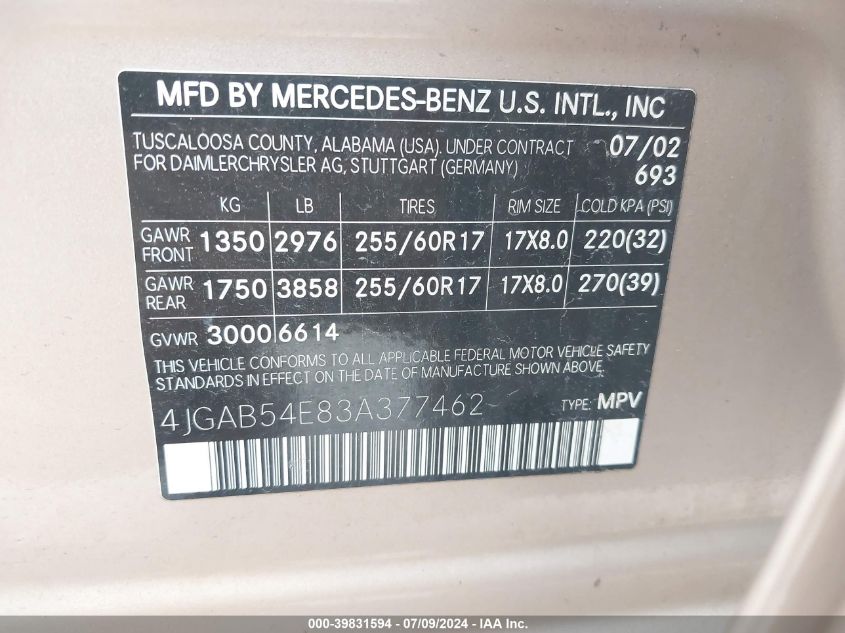 MFD BY MERCEDES-BENZ U.S. INTL., INC
TUSCALOOSA COUNTY, ALABAMA (USA). UNDER CONTRACT 07/02
FOR DAIMLERCHRYSLER AG, STUTTGART (GERMANY) 693
KG LB TIRES RIM SIZE COLD KPA (PSI)
GAWR FRONT 1350 2976 255/60R17 17X8.0 220(32)
GAWR REAR 1750 3858 255/60R17 17X8.0 270(39)
GVWR 3000 6614
THIS VEHICLE CONFORMS TO ALL APPLICABLE FEDERAL MOTOR VEHICLE SAFETY
STANDARDS IN EFFECT ON THE DATE OF MANUFACTURE SHOWN ABOVE.
4JGAB54E83A377462 TYPE: MPV
000-39831594 - 07/09/2024 - IAAB